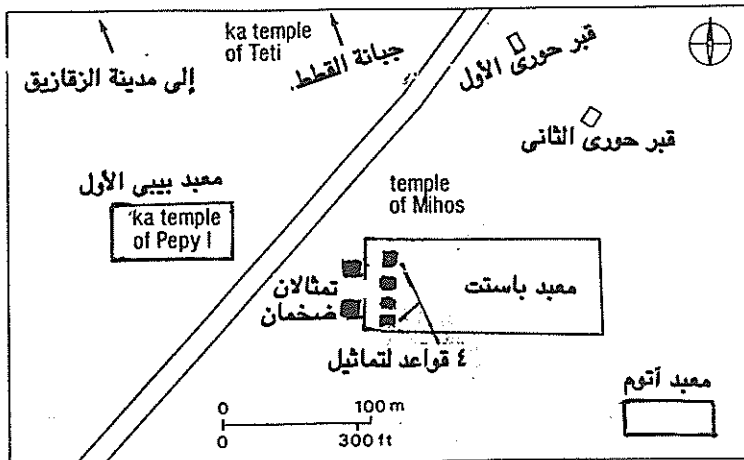 ka temple
of Teti
إلى مدينة الزقازيق
جبانة القطط
قبر حورى الأول
قبر حورى الثانى
معبد بيبى الأول
ka temple
of Pepy I
temple
of Mihos
تمثالان
ضخمان
معبد باستت
٤ قواعد لتماثيل
معبد آتوم
0 100 m
0 300 ft